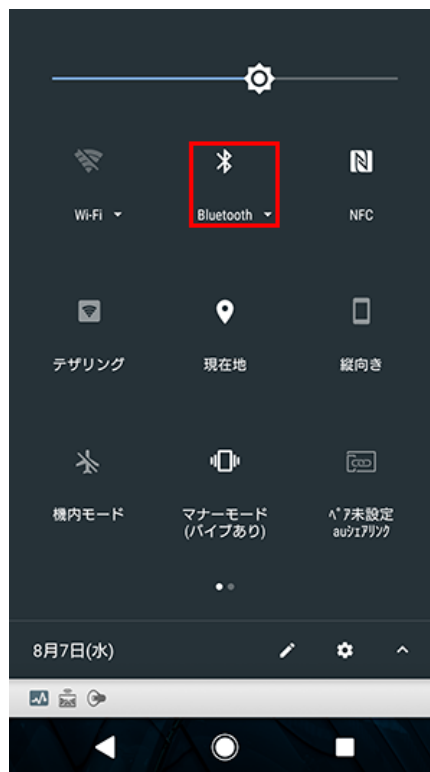 Wi-Fi
Bluetooth
NFC
テザリング
現在地
縦向き
機内モード
マナーモード
(バイブあり)
ﾍﾟｱ未設定
auｼｪｱﾘﾝｸ
8月7日(水)